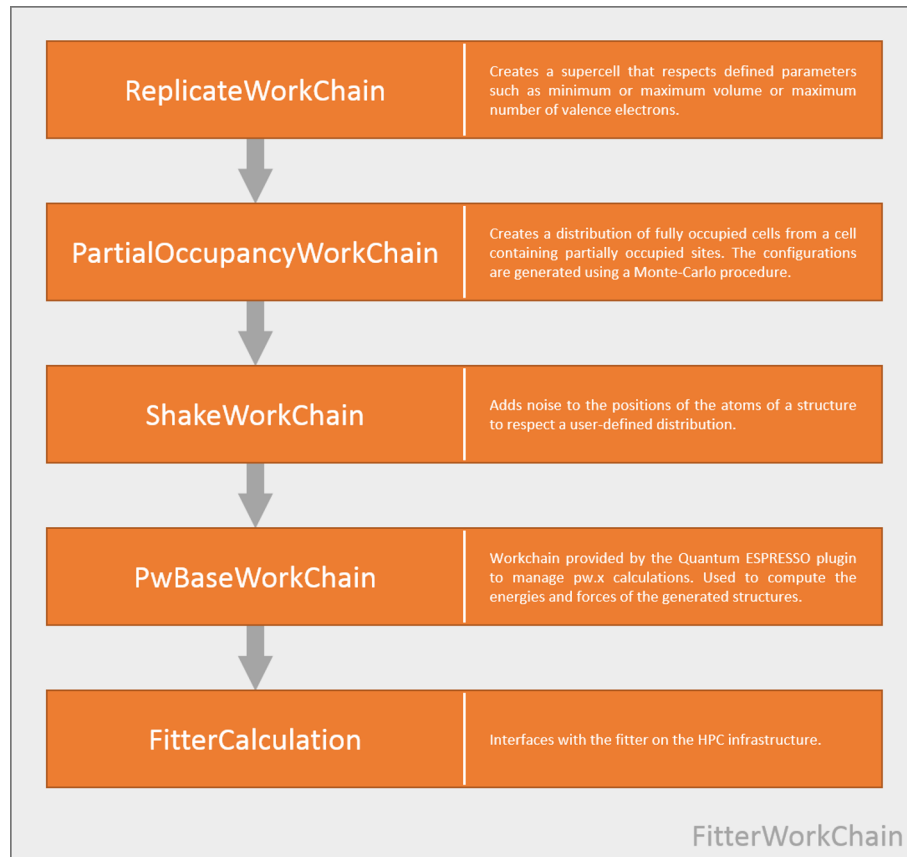 ReplicateWorkChain
Creates a supercell that respects defined parameters
such as minimum or maximum volume or maximum
number of valence electrons.
PartialOccupancyWorkChain
Creates a distribution of fully occupied cells from a cell
containing partially occupied sites. The configurations
are generated using a Monte-Carlo procedure.
ShakeWorkChain
Adds noise to the positions of the atoms of a structure
to respect a user-defined distribution.
PwBaseWorkChain
Workchain provided by the Quantum ESPRESSO plugin
to manage pw.x calculations. Used to compute the
energies and forces of the generated structures.
FitterCalculation
Interfaces with the fitter on the HPC infrastructure.
FitterWorkChain